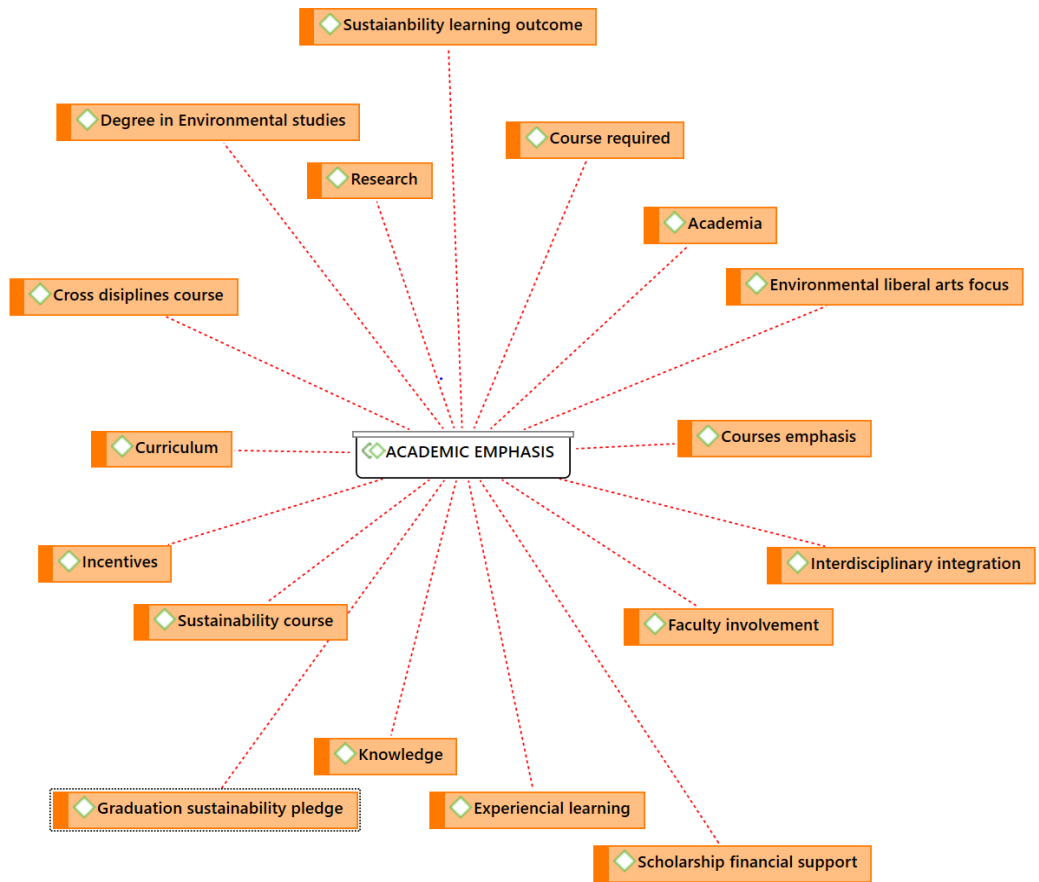 Sustaianbility learning outcome
Degree in Environmental studies
Course required
Research
Academia
Environmental liberal arts focus
Cross disiplines course
Courses emphasis
Curriculum
ACADEMIC EMPHASIS
Incentives
Interdisciplinary integration
Sustainability course
Faculty involvement
Knowledge
Graduation sustainability pledge
Experiencial learning
Scholarship financial support